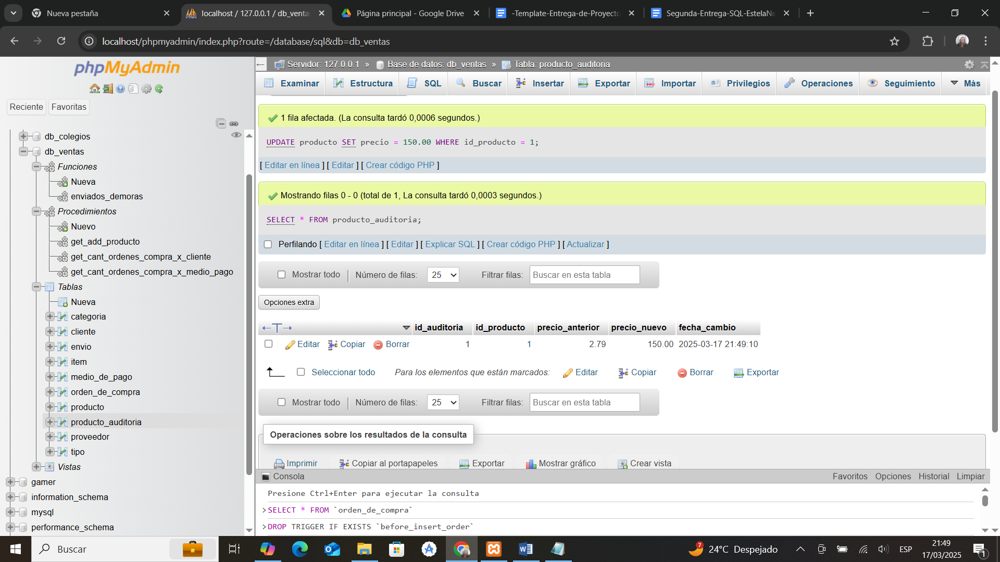 Nueva pestaña
localhost / 127.0.0.1 / db_venta
Página principal - Google Drive
-Template-Entrega-de-Proyecto
Segunda-Entrega-SQL-EstelaNe
localhost/phpmyadmin/index.php?route=/database/sql&db=db_ventas
phpMyAdmin
Reciente Favoritas
db_colegios
db_ventas
Funciones
Nueva
enviados_demoras
Procedimientos
Nuevo
get_add_producto
get_cant_ordenes_compra_x_cliente
get_cant_ordenes_compra_x_medio_pago
Tablas
Nueva
categoria
cliente
envio
item
medio_de_pago
orden_de_compra
producto
producto_auditoria
proveedor
tipo
Vistas
gamer
information_schema
mysql
performance_schema
Servidor: 127.0.0.1 » Base de datos: db_ventas » Tabla: producto_auditoria
Examinar Estructura SQL Buscar Insertar Exportar Importar Privilegios Operaciones Seguimiento Más
1 fila afectada. (La consulta tardó 0,0006 segundos.)
UPDATE producto SET precio = 150.00 WHERE id_producto = 1;
[ Editar en línea ] [ Editar ] [ Crear código PHP ]
Mostrando filas 0 - 0 (total de 1, La consulta tardó 0,0003 segundos.)
SELECT * FROM producto_auditoria;
Perfilando [ Editar en línea ] [ Editar ] [ Explicar SQL ] [ Crear código PHP ] [ Actualizar ]
Mostrar todo | Número de filas: 25 Filtrar filas: Buscar en esta tabla
Opciones extra
id_auditoria id_producto precio_anterior precio_nuevo fecha_cambio
Editar Copiar Borrar 1 1 2.79 150.00 2025-03-17 21:49:10
Seleccionar todo Para los elementos que están marcados: Editar Copiar Borrar Exportar
Mostrar todo | Número de filas: 25 Filtrar filas: Buscar en esta tabla
Operaciones sobre los resultados de la consulta
Imprimir Copiar al portapapeles Exportar Mostrar gráfico Crear vista
Consola Favoritos Opciones Historial Limpiar
Presione Ctrl+Enter para ejecutar la consulta
>SELECT * FROM `orden_de_compra`
>DROP TRIGGER IF EXISTS `before_insert_order`
Buscar
7
24°C Despejado
ESP
21:49
17/03/2025
1